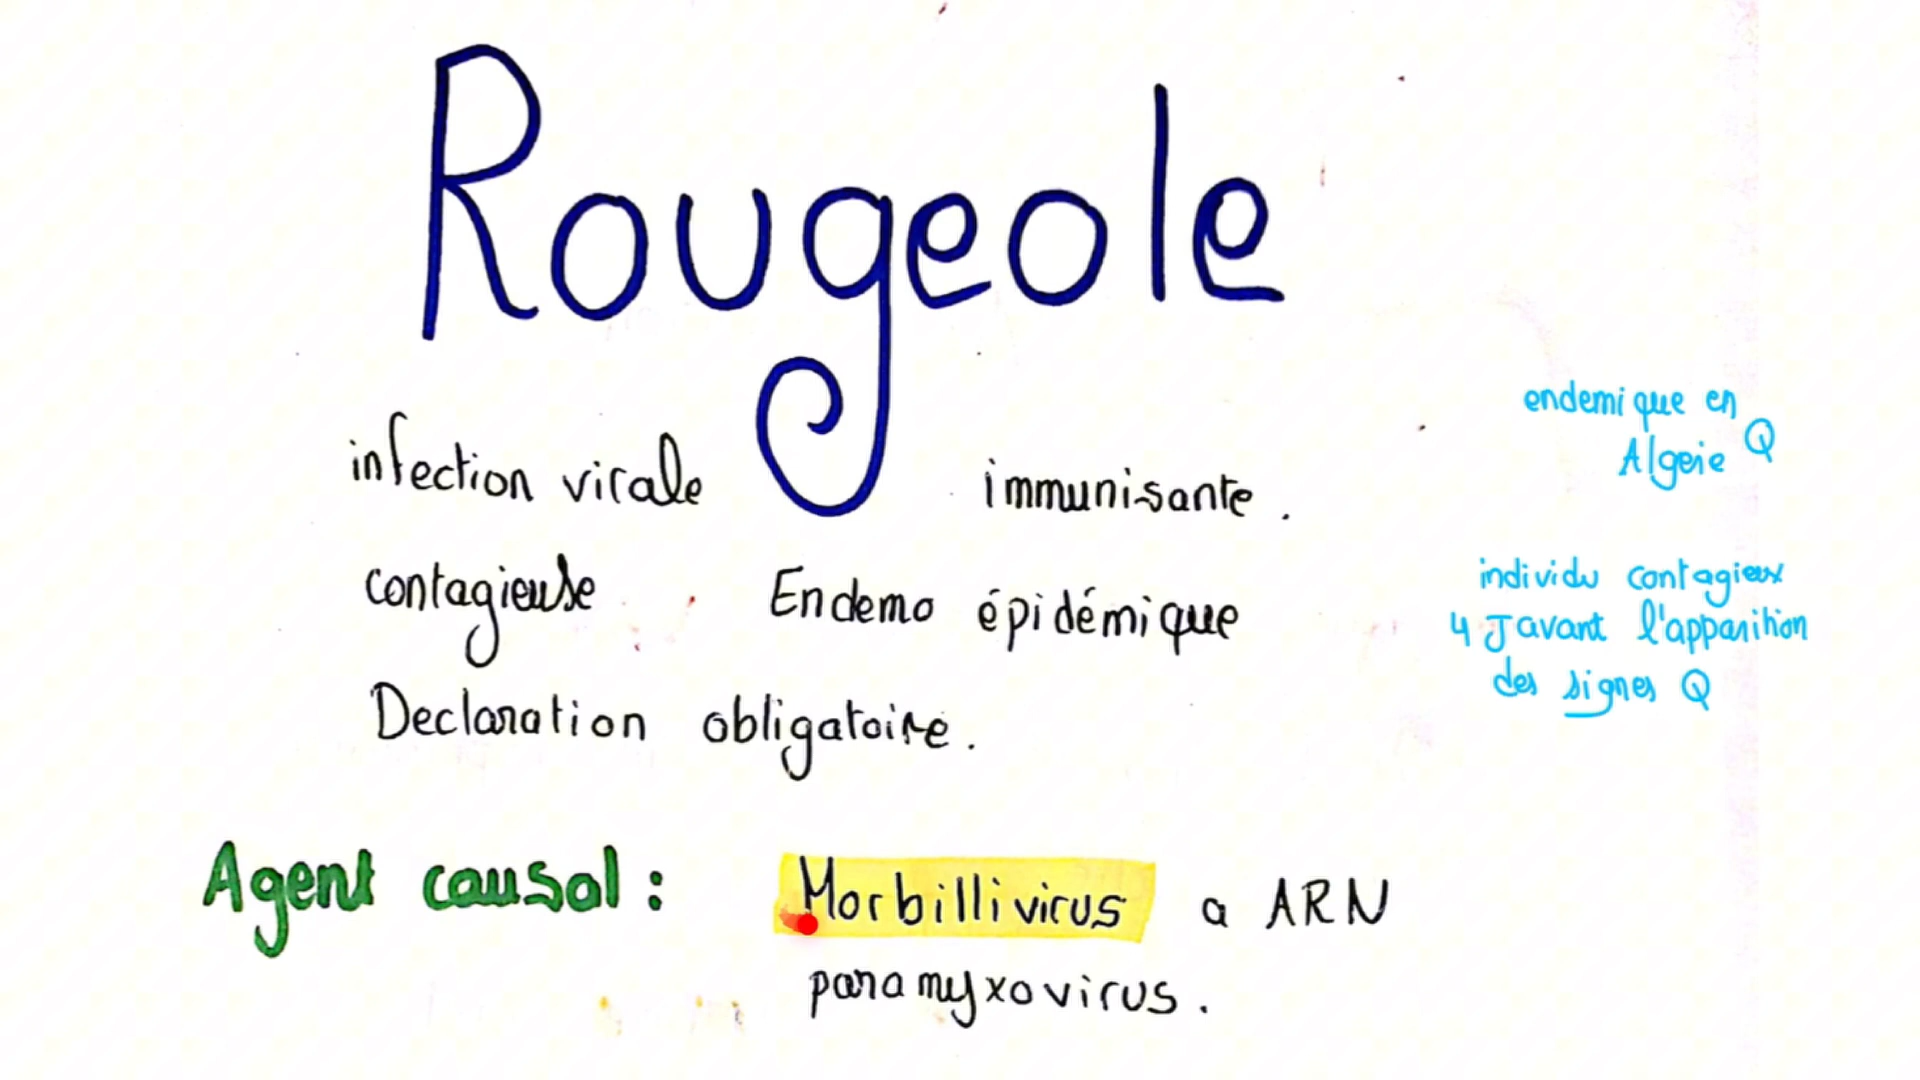 Rougeole
infection virale immunisante.
contagieuse Endemo épidémique
Declaration obligatoire.
endemique en
Algeie Q
individu contagieux
4 J avant l'apparition
des signes Q
Agent causal : Morbillivirus a ARN
paramyxovirus.